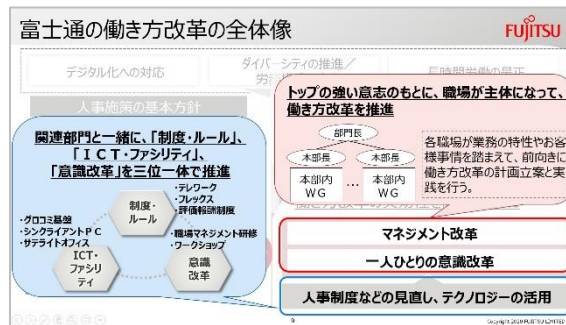 富士通の働き方改革の全体像
FUJITSU
デジタル化への対応
ダイバーシティの推進／
人事施策の基本方針
トップの強い意志のもとに、職場が主体になって、
働き方改革を推進
部門長
本部長
本部長
本部内
WG
…
本部内
WG
各職場が業務の特性やお客
様事情を踏まえて、前向きに
働き方改革の計画立案と実
践を行う。
関連部門と一緒に、「制度・ルール」、
「ＩＣＴ・ファシリティ」、
「意識改革」を三位一体で推進
・テレワーク
・フレックス
・評価報酬制度
制度・
ルール
・グロコミ基盤
・シンクライアントＰＣ
・サテライトオフィス
・職場マネジメント研修
・ワークショップ
ICT・
ファシリ
ティ
意識
改革
マネジメント改革
一人ひとりの意識改革
人事制度などの見直し、テクノロジーの活用
Copyright 2020 FUJITSU LIMITED